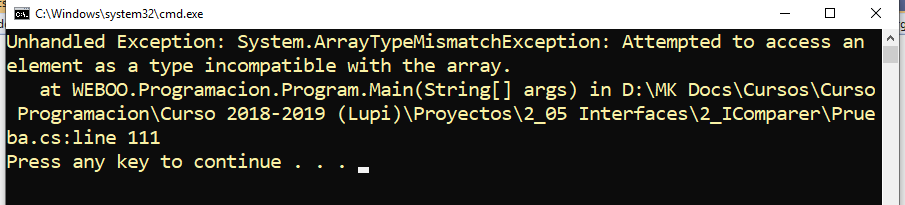 C:\Windows\system32\cmd.exe
Unhandled Exception: System.ArrayTypeMismatchException: Attempted to access an
element as a type incompatible with the array.
   at WEBOO.Programacion.Program.Main(String[] args) in D:\MK Docs\Cursos\Curso
 Programacion\Curso 2018-2019 (Lupi)\Proyectos\2_05 Interfaces\2_IComparer\Prue
ba.cs:line 111
Press any key to continue . . .